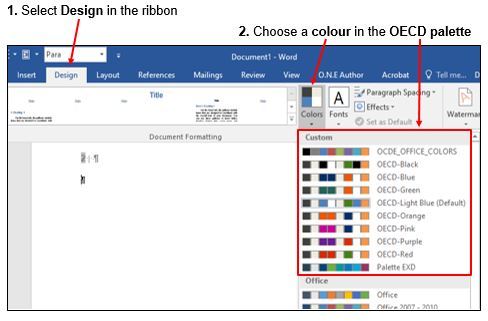 1. Select Design in the ribbon
2. Choose a colour in the OECD palette
Para
Document1 - Word
Insert Design Layout References Mailings Review View O.N.E Author Acrobat Tell me...
Title
Colors
Fonts
Paragraph Spacing
Effects
Set as Default
Watermar
Document Formatting
Custom
OCDE_OFFICE_COLORS
OECD-Black
OECD-Blue
OECD-Green
OECD-Light Blue (Default)
OECD-Orange
OECD-Pink
OECD-Purple
OECD-Red
Palette EXD
Office
Office
Office 2007 - 2010